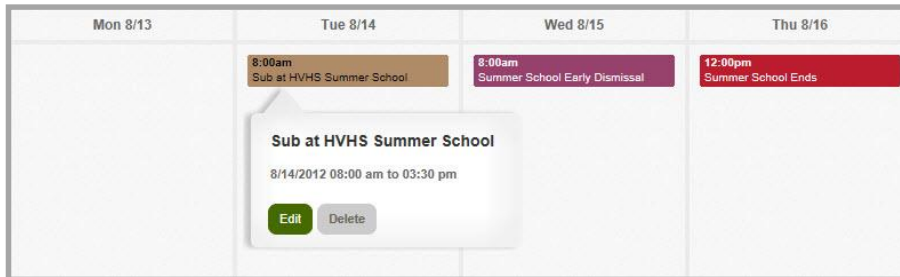 Mon 8/13
Tue 8/14
Wed 8/15
Thu 8/16
8:00am
Sub at HVHS Summer School
8:00am
Summer School Early Dismissal
12:00pm
Summer School Ends
Sub at HVHS Summer School
8/14/2012 08:00 am to 03:30 pm
Edit
Delete